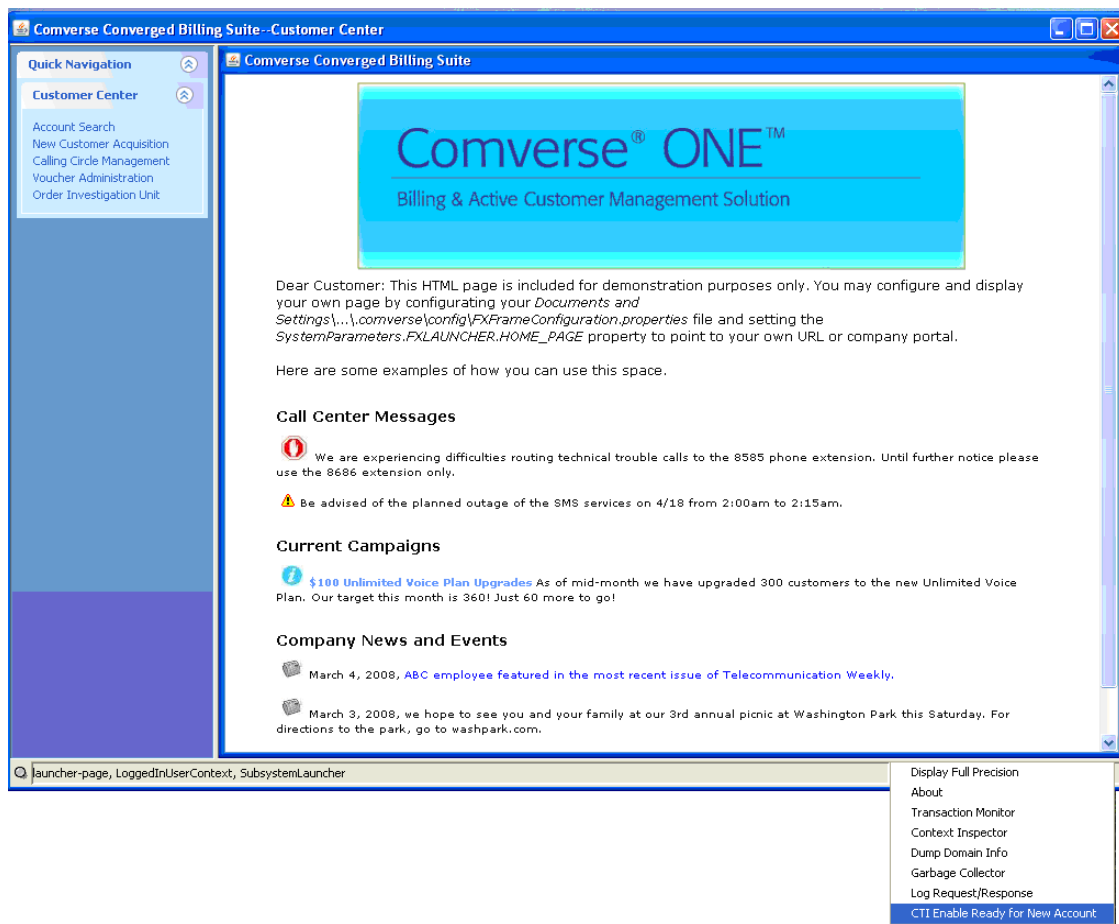 Comverse Converged Billing Suite--Customer Center
Quick Navigation
Customer Center
Account Search
New Customer Acquisition
Calling Circle Management
Voucher Administration
Order Investigation Unit
Comverse Converged Billing Suite
Comverse® ONE™
Billing & Active Customer Management Solution
Dear Customer: This HTML page is included for demonstration purposes only. You may configure and display
your own page by configurating your Documents and
Settings\...\.comverse\config\FXFrameConfiguration.properties file and setting the
SystemParameters.FXLAUNCHER.HOME_PAGE property to point to your own URL or company portal.
Here are some examples of how you can use this space.
Call Center Messages
We are experiencing difficulties routing technical trouble calls to the 8585 phone extension. Until further notice please
use the 8686 extension only.
Be advised of the planned outage of the SMS services on 4/18 from 2:00am to 2:15am.
Current Campaigns
$100 Unlimited Voice Plan Upgrades As of mid-month we have upgraded 300 customers to the new Unlimited Voice
Plan. Our target this month is 360! Just 60 more to go!
Company News and Events
March 4, 2008, ABC employee featured in the most recent issue of Telecommunication Weekly.
March 3, 2008, we hope to see you and your family at our 3rd annual picnic at Washington Park this Saturday. For
directions to the park, go to washpark.com.
launcher-page, LoggedInUserContext, SubsystemLauncher
Display Full Precision
About
Transaction Monitor
Context Inspector
Dump Domain Info
Garbage Collector
Log Request/Response
CTI Enable Ready for New Account